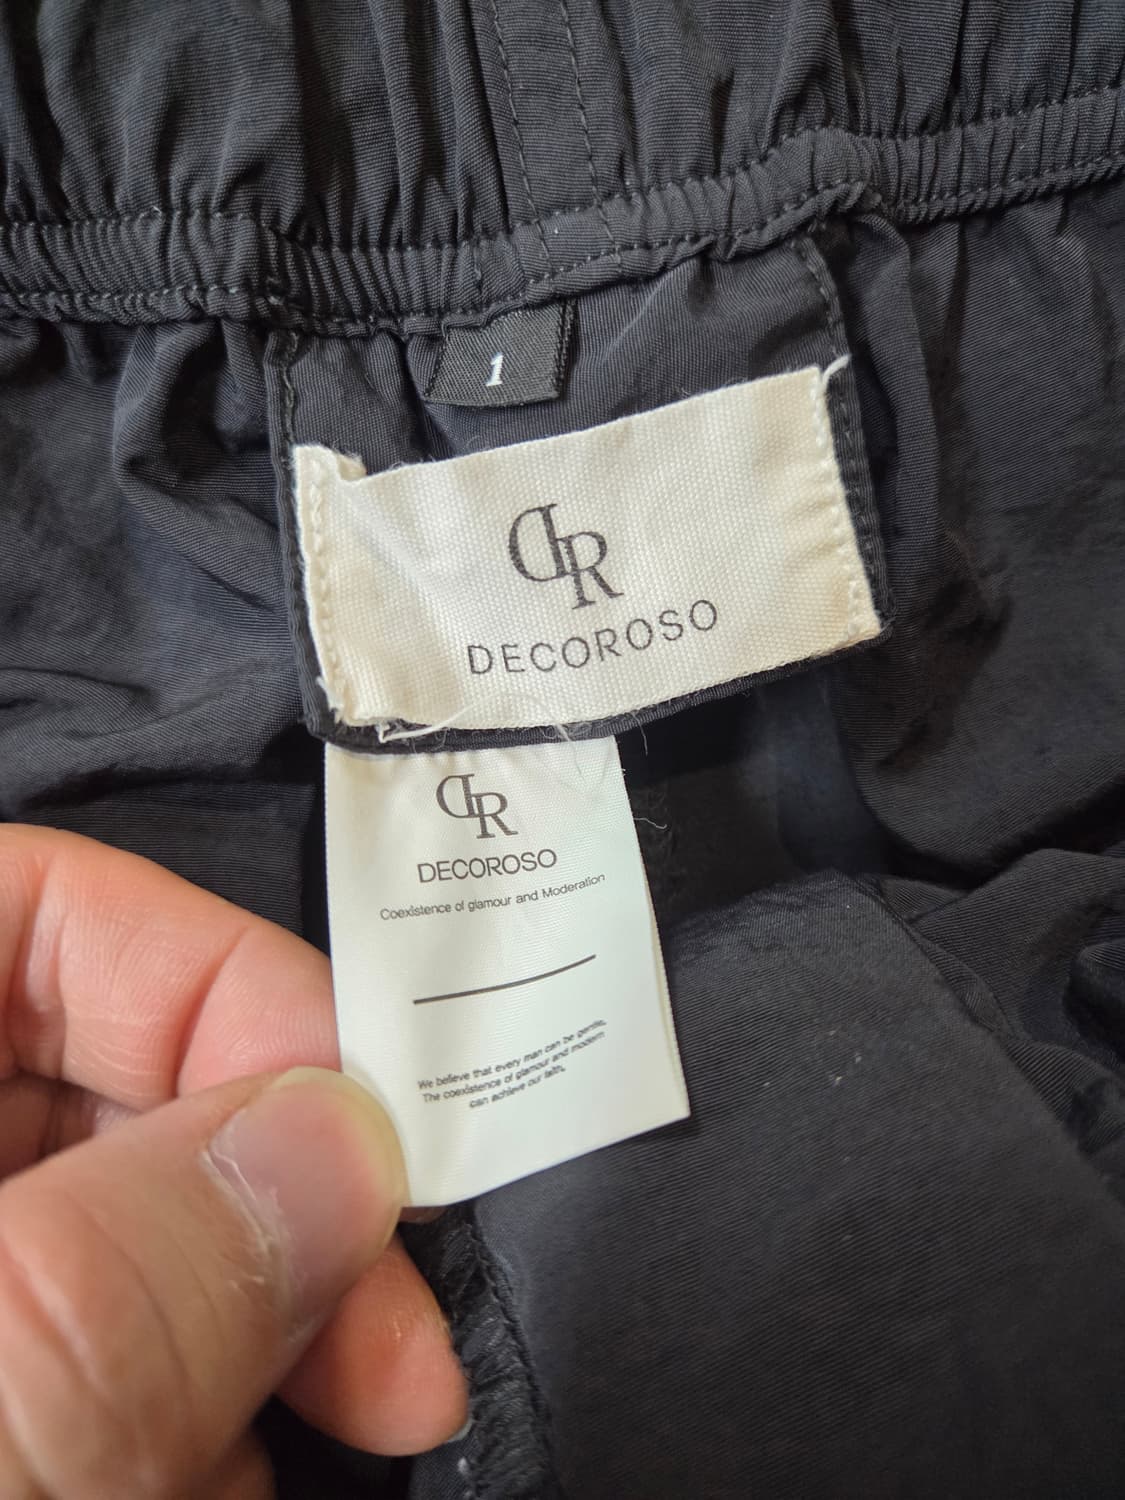 1
DR
DECOROSO
DR
DECOROSO
Coexistence of glamour and Moderation
We believe that every man can be gentle,
The coexistence of glamour and modern
can achieve our faith.